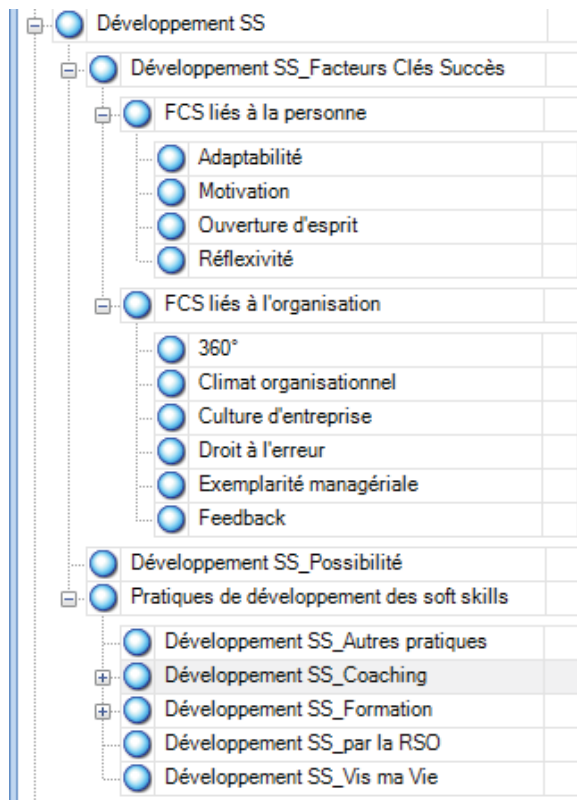 Développement SS
Développement SS_Facteurs Clés Succès
FCS liés à la personne
Adaptabilité
Motivation
Ouverture d'esprit
Réflexivité
FCS liés à l'organisation
360°
Climat organisationnel
Culture d'entreprise
Droit à l'erreur
Exemplarité managériale
Feedback
Développement SS_Possibilité
Pratiques de développement des soft skills
Développement SS_Autres pratiques
Développement SS_Coaching
Développement SS_Formation
Développement SS_par la RSO
Développement SS_Vis ma Vie